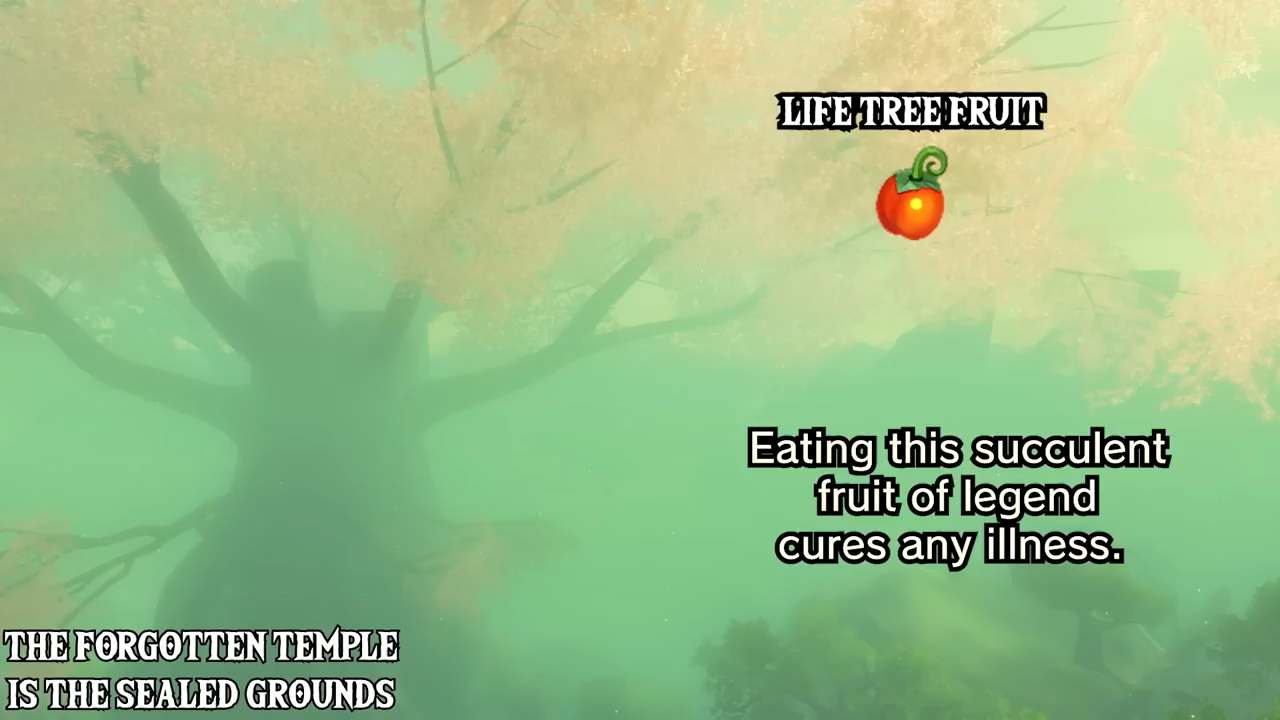 LIFE TREE FRUIT
Eating this succulent
fruit of legend
cures any illness.
THE FORGOTTEN TEMPLE
IS THE SEALED GROUNDS